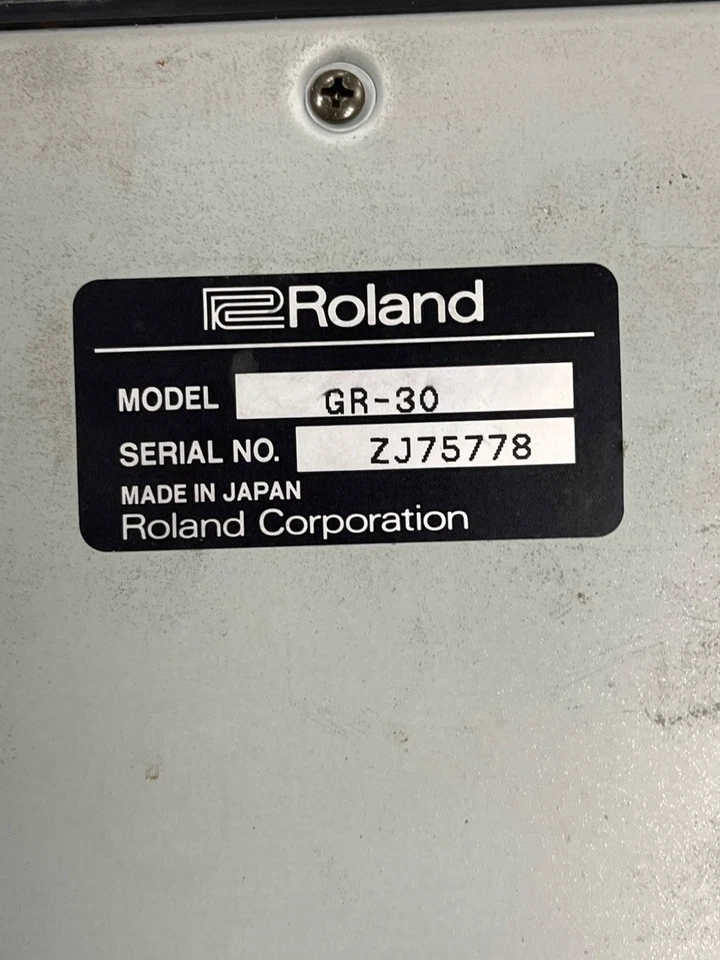 Roland
MODEL GR-30
SERIAL NO. ZJ75778
MADE IN JAPAN
Roland Corporation